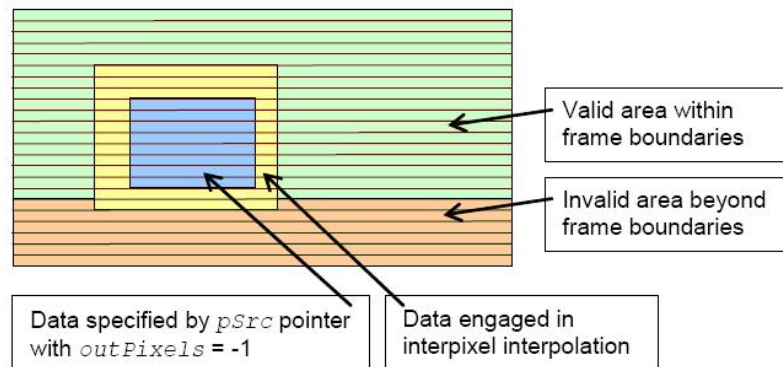 Valid area within
frame boundaries
Invalid area beyond
frame boundaries
Data specified by pSrc pointer
with outPixels = -1
Data engaged in
interpixel interpolation